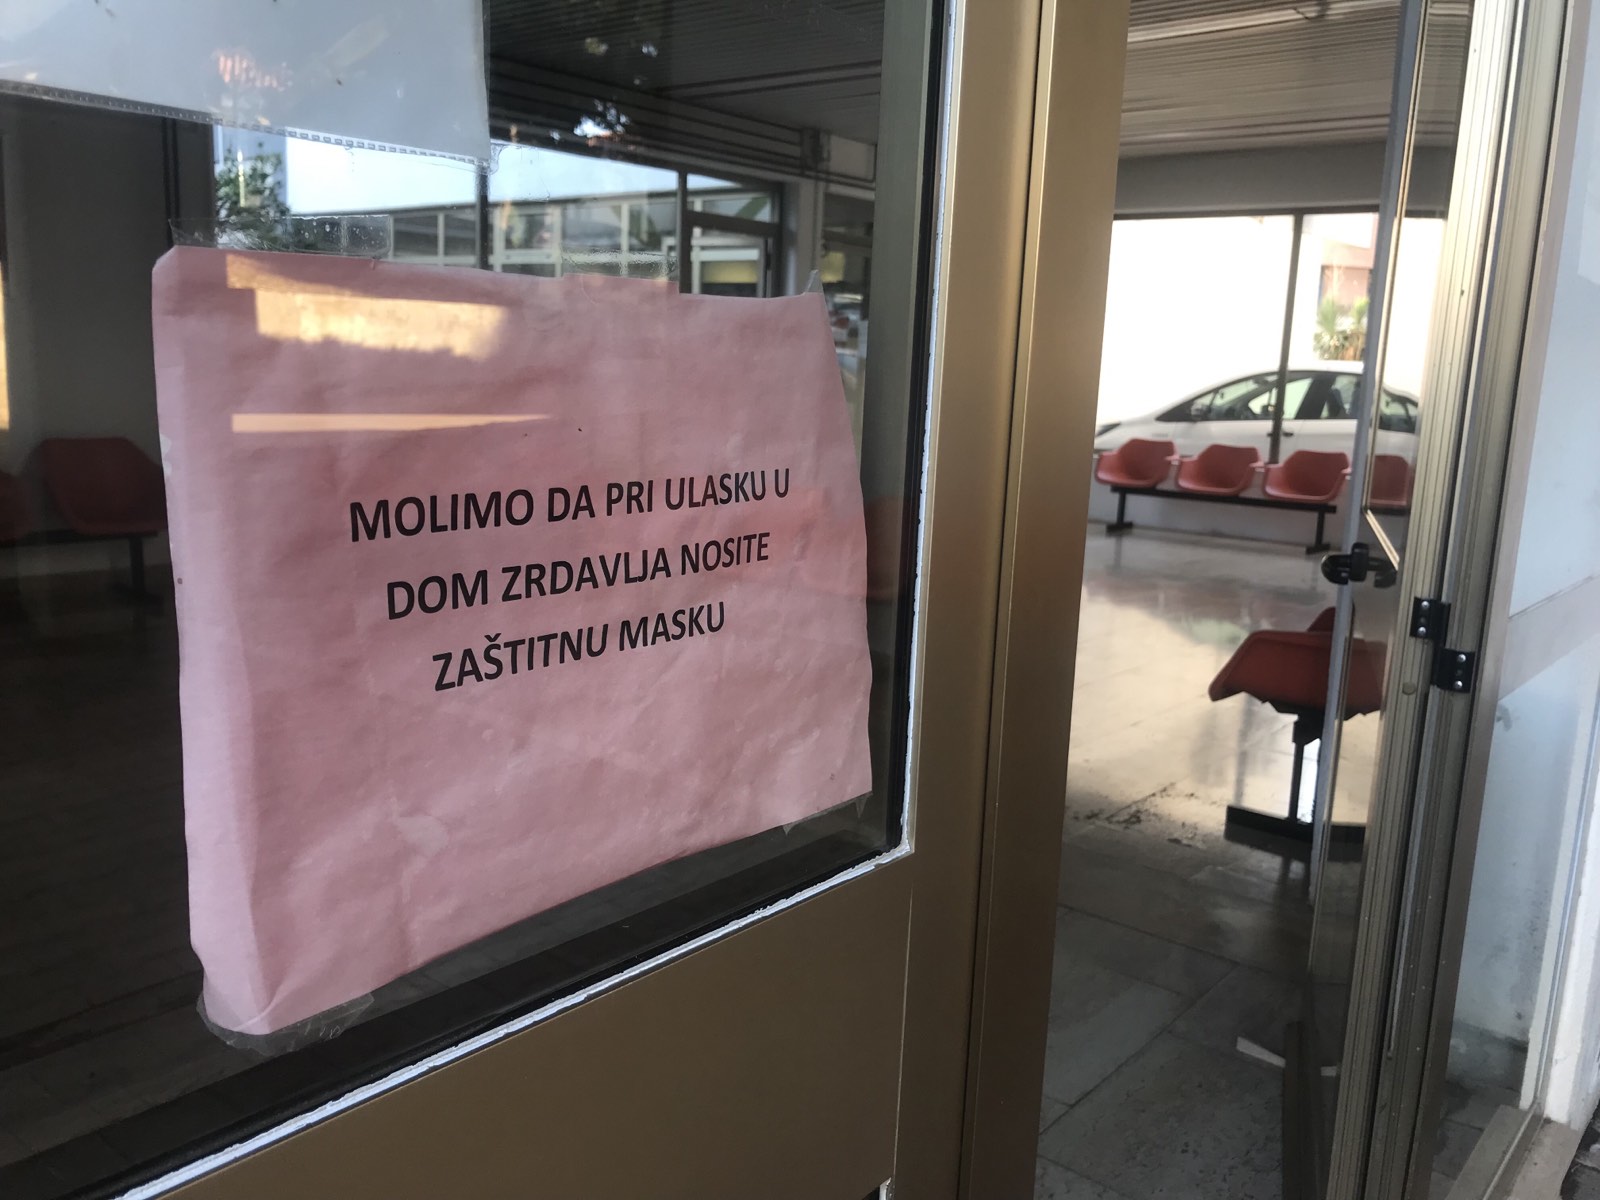 MOLIMO DA PRI ULASKU U
DOM ZRDAVLJA NOSITE
ZAŠTITNU MASKU